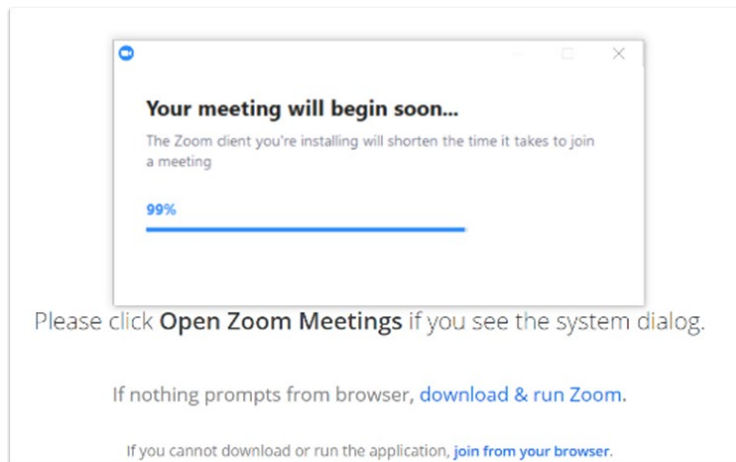 Your meeting will begin soon...
The Zoom client you're installing will shorten the time it takes to join
a meeting
99%
Please click Open Zoom Meetings if you see the system dialog.
If nothing prompts from browser, download & run Zoom.
If you cannot download or run the application, join from your browser.